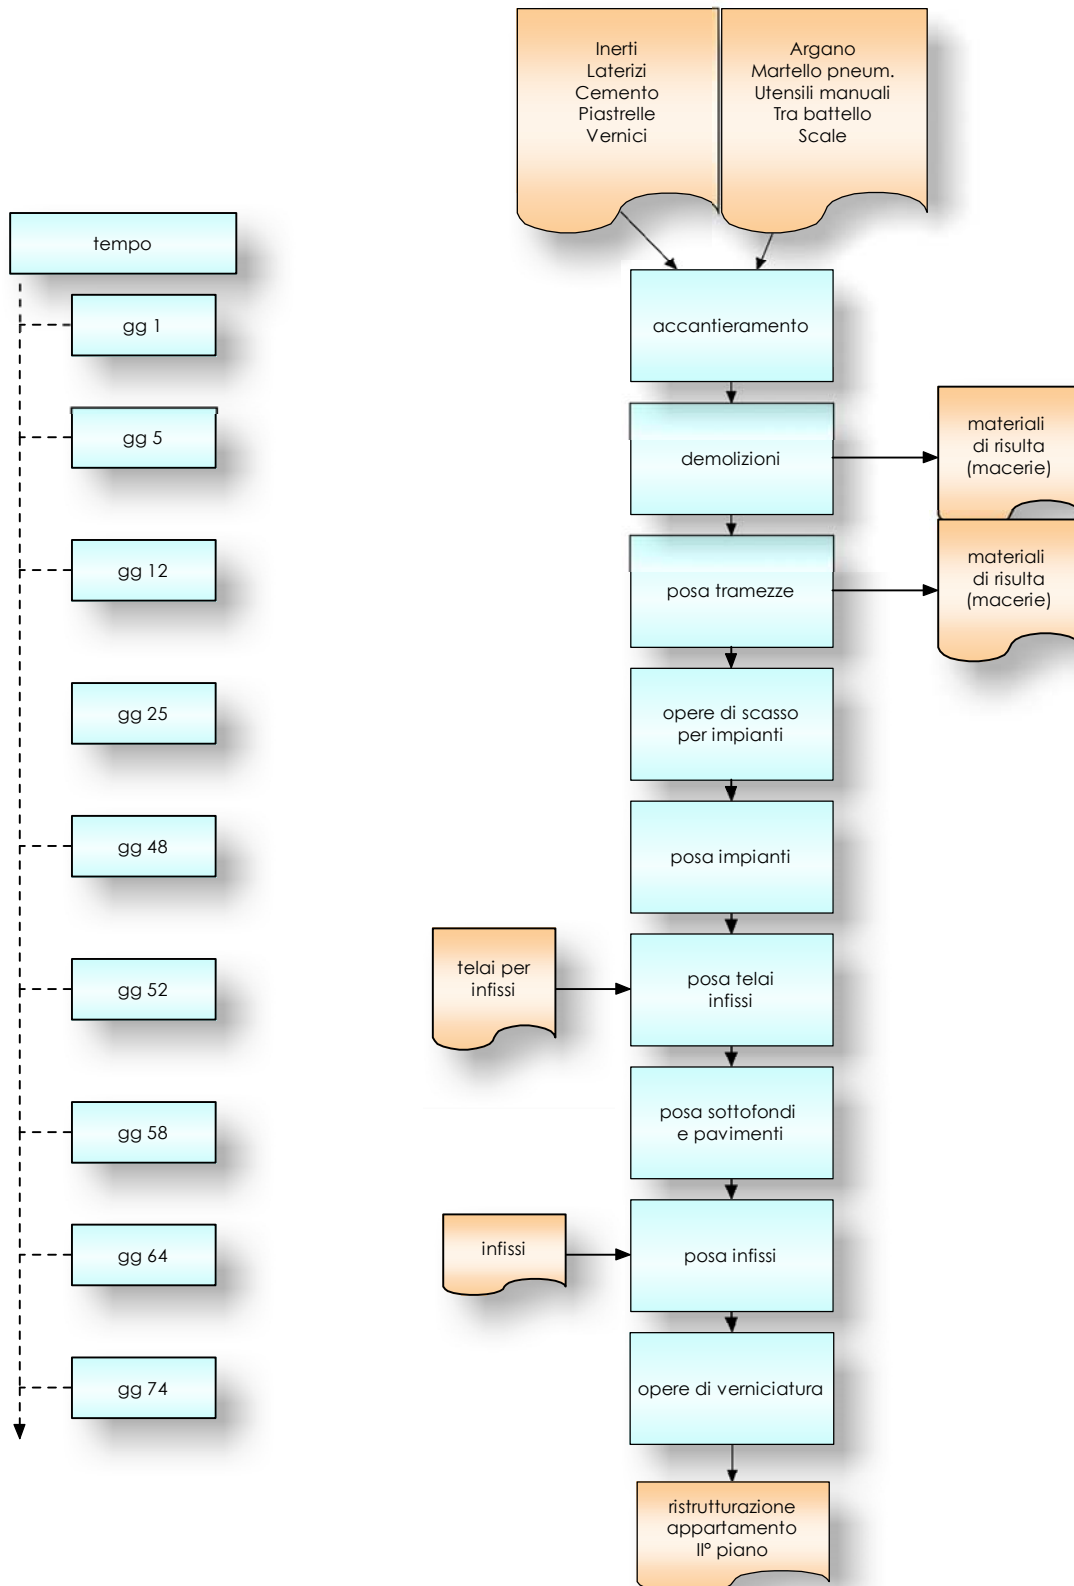 Inerti
Laterizi
Cemento
Piastrelle
Vernici
Argano
Martello pneum.
Utensili manuali
Tra battello
Scale
tempo
gg 1
accantieramento
gg 5
demolizioni
materiali
di risulta
(macerie)
gg 12
posa tramezze
materiali
di risulta
(macerie)
gg 25
opere di scasso
per impianti
gg 48
posa impianti
gg 52
telai per
infissi
posa telai
infissi
gg 58
posa sottofondi
e pavimenti
gg 64
infissi
posa infissi
gg 74
opere di verniciatura
ristrutturazione
appartamento
II° piano